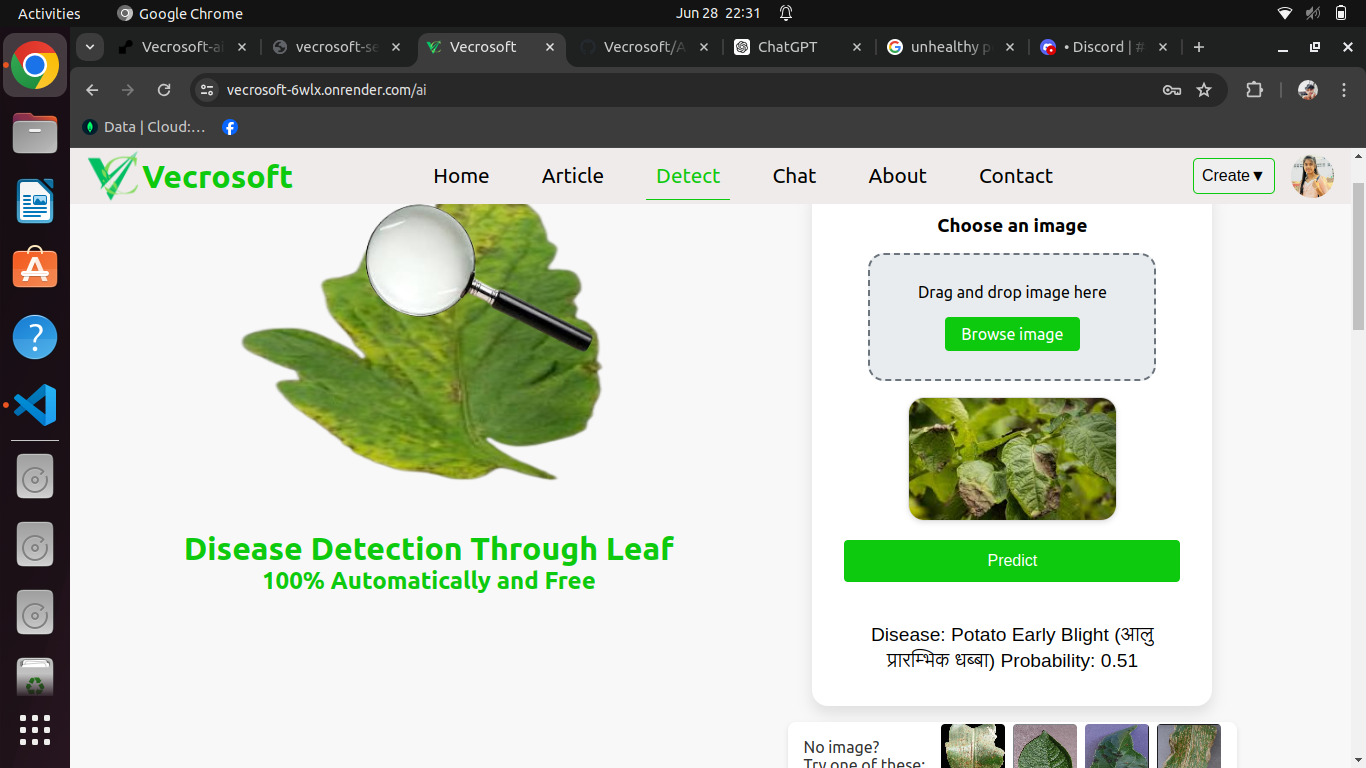 Activities
Google Chrome
Jun 28 22:31
Vecrosoft-a
vecrosoft-se
Vecrosoft
Vecrosoft/A
ChatGPT
unhealthy p
• Discord | #
vecrosoft-6wlx.onrender.com/ai
Data | Cloud:...
Vecrosoft
Home
Article
Detect
Chat
About
Contact
Create▼
Choose an image
Drag and drop image here
Browse image
Predict
Disease Detection Through Leaf
100% Automatically and Free
Disease: Potato Early Blight (आलु
प्रारम्भिक धब्बा) Probability: 0.51
No image?
Try one of these: